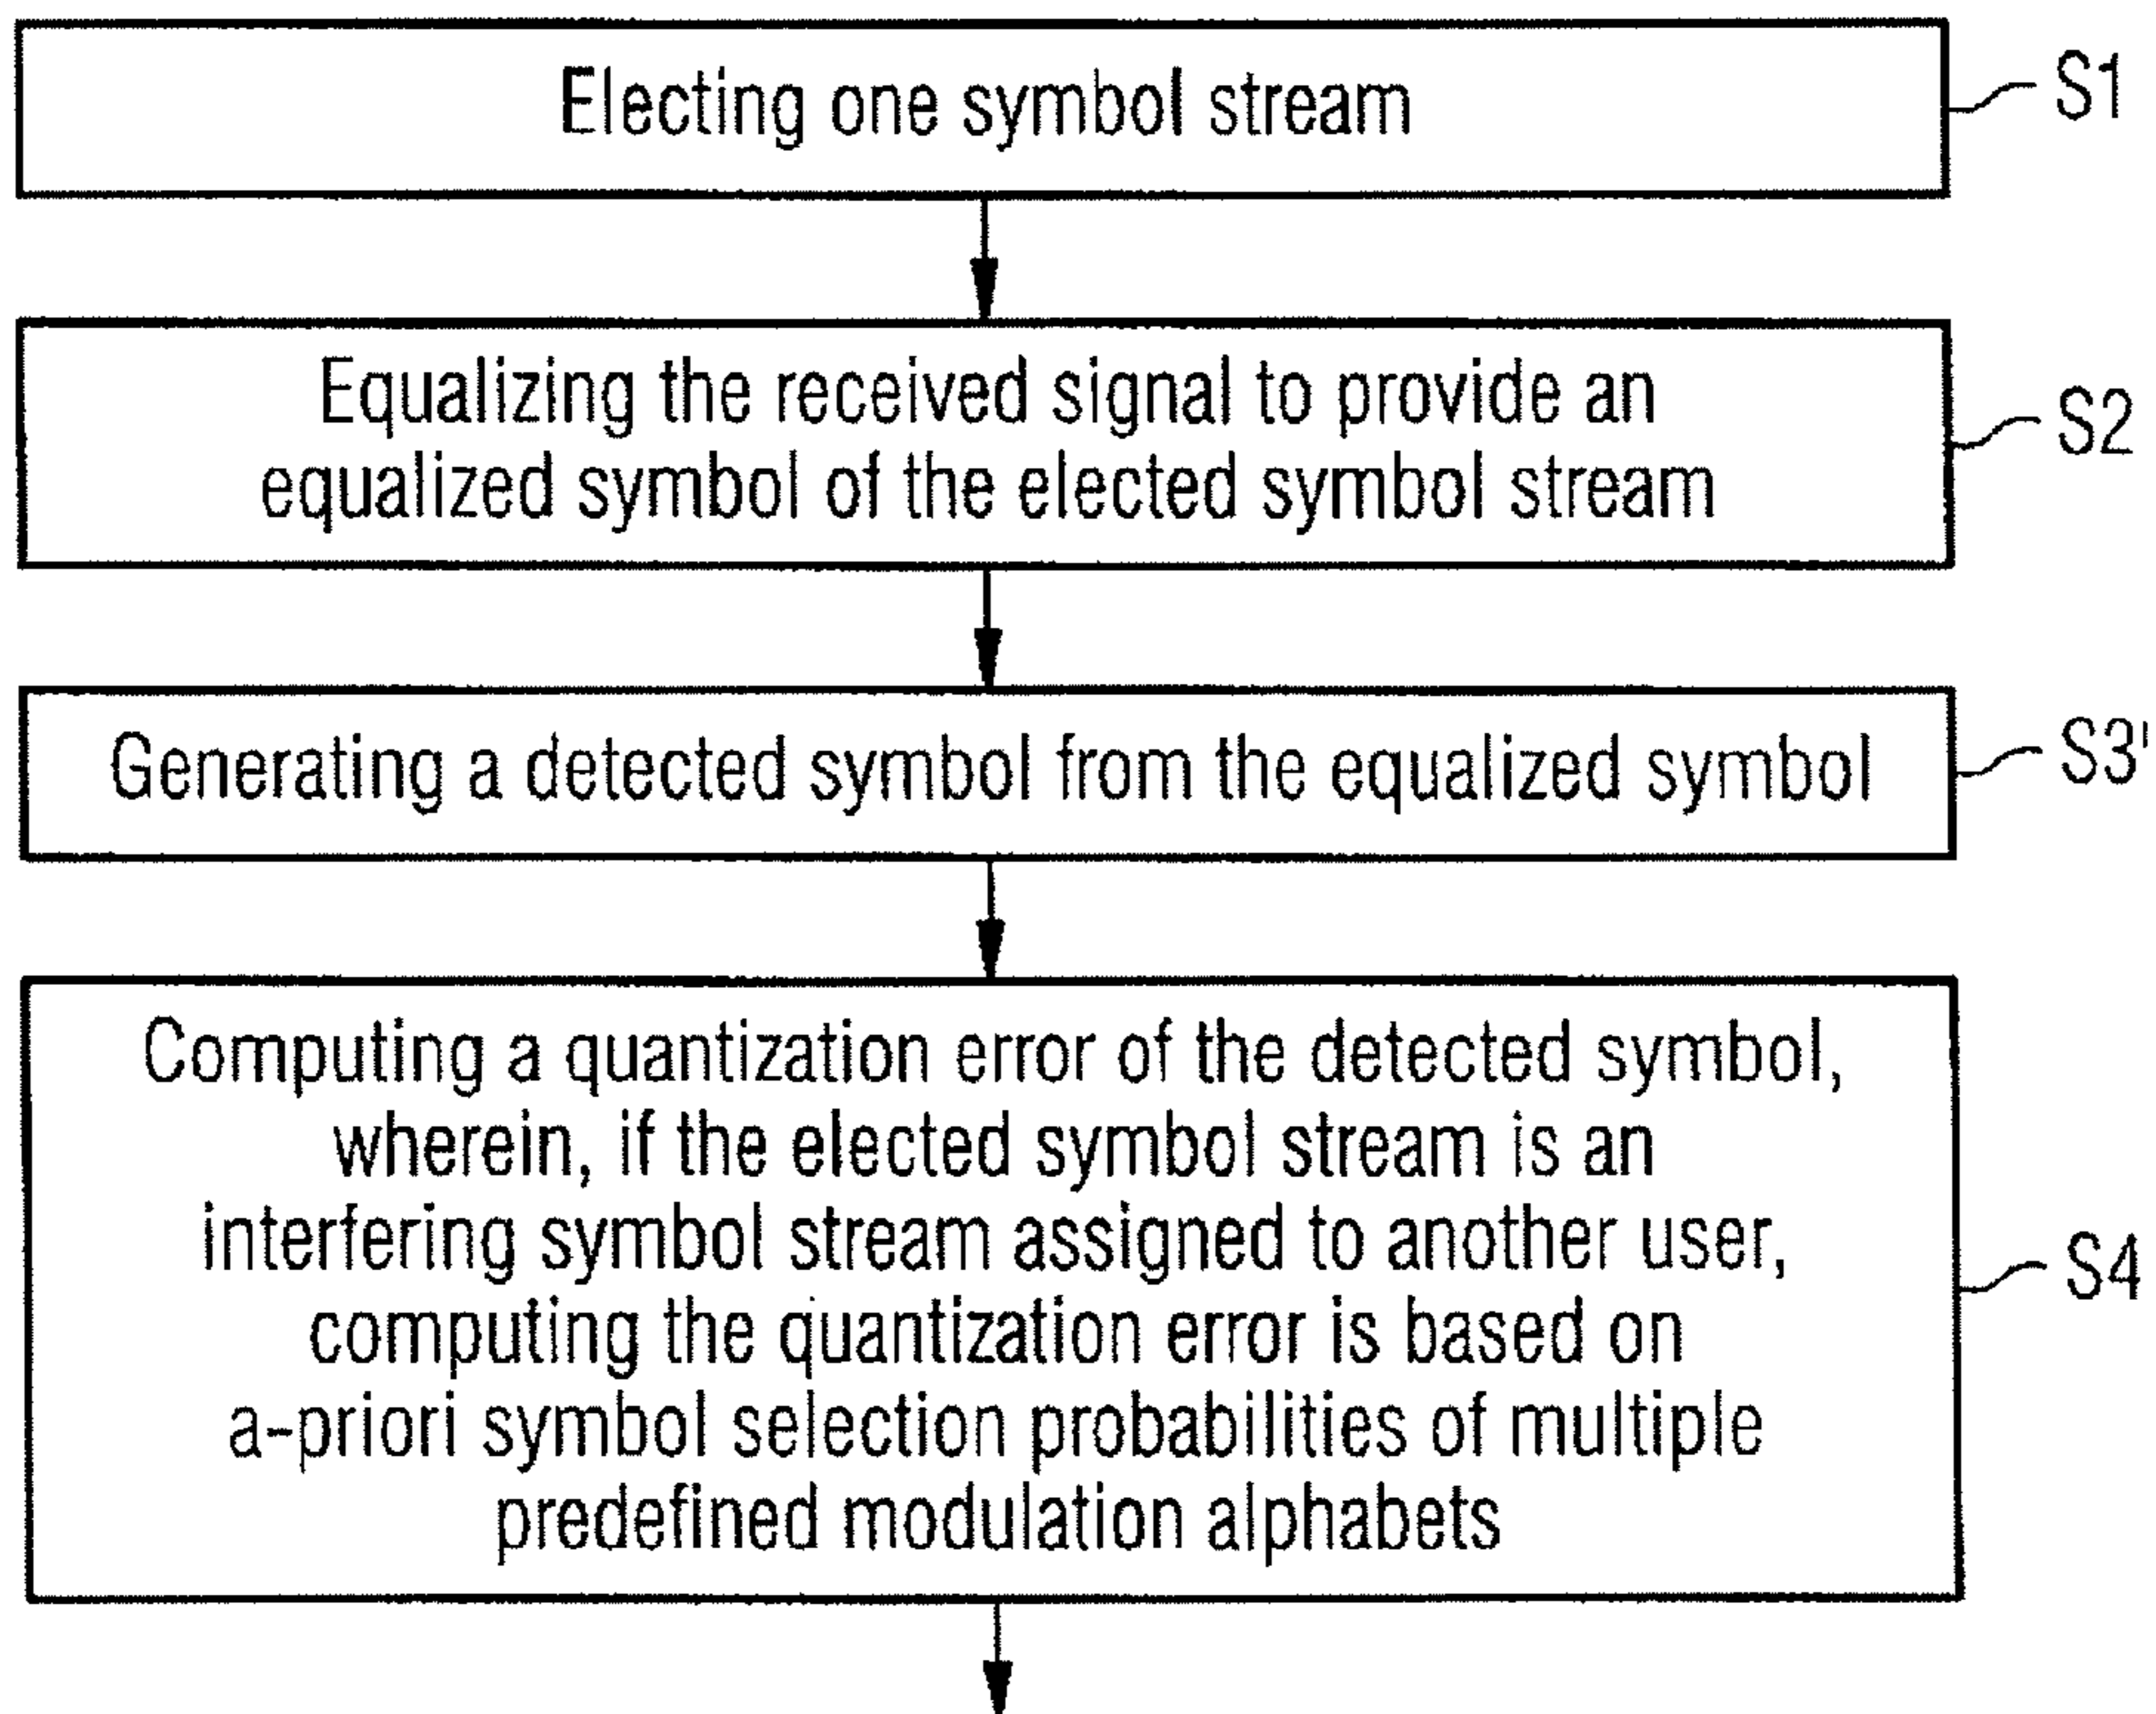 Electing one symbol stream
S1
Equalizing the received signal to provide an
equalized symbol of the elected symbol stream
S2
Generating a detected symbol from the equalized symbol
S3'
Computing a quantization error of the detected symbol,
wherein, if the elected symbol stream is an
interfering symbol stream assigned to another user,
computing the quantization error is based on
a-priori symbol selection probabilities of multiple
predefined modulation alphabets
S4